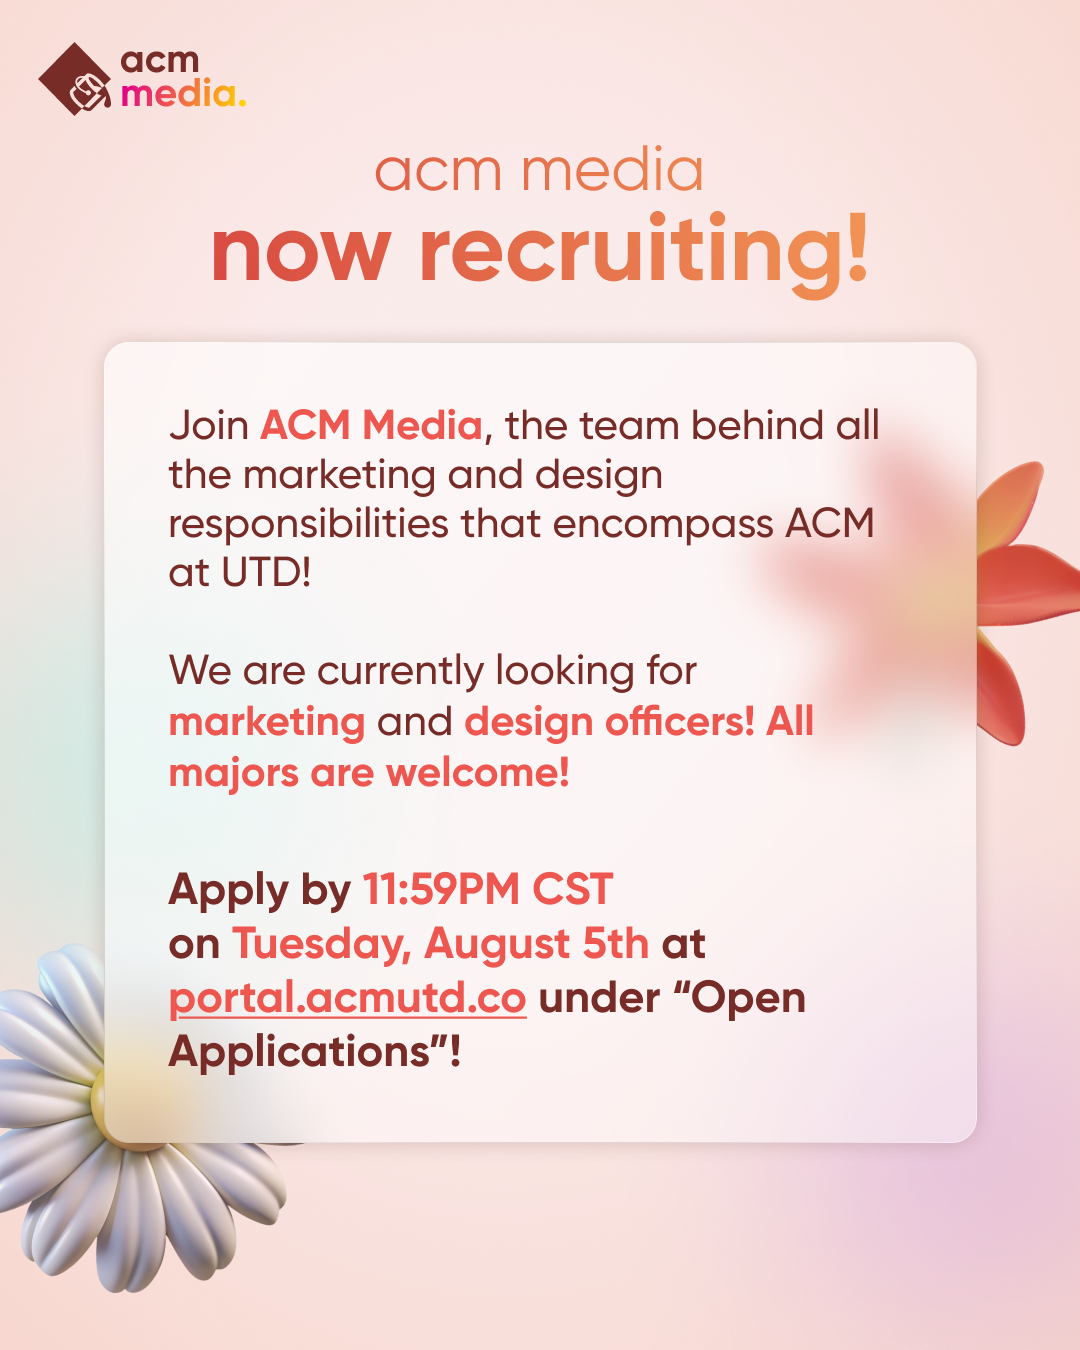 acm
media.
acm media
now recruiting!
Join ACM Media, the team behind all
the marketing and design
responsibilities that encompass ACM
at UTD!
We are currently looking for
marketing and design officers! All
majors are welcome!
Apply by 11:59PM CST
on Tuesday, August 5th at
portal.acmutd.co under “Open
Applications”!